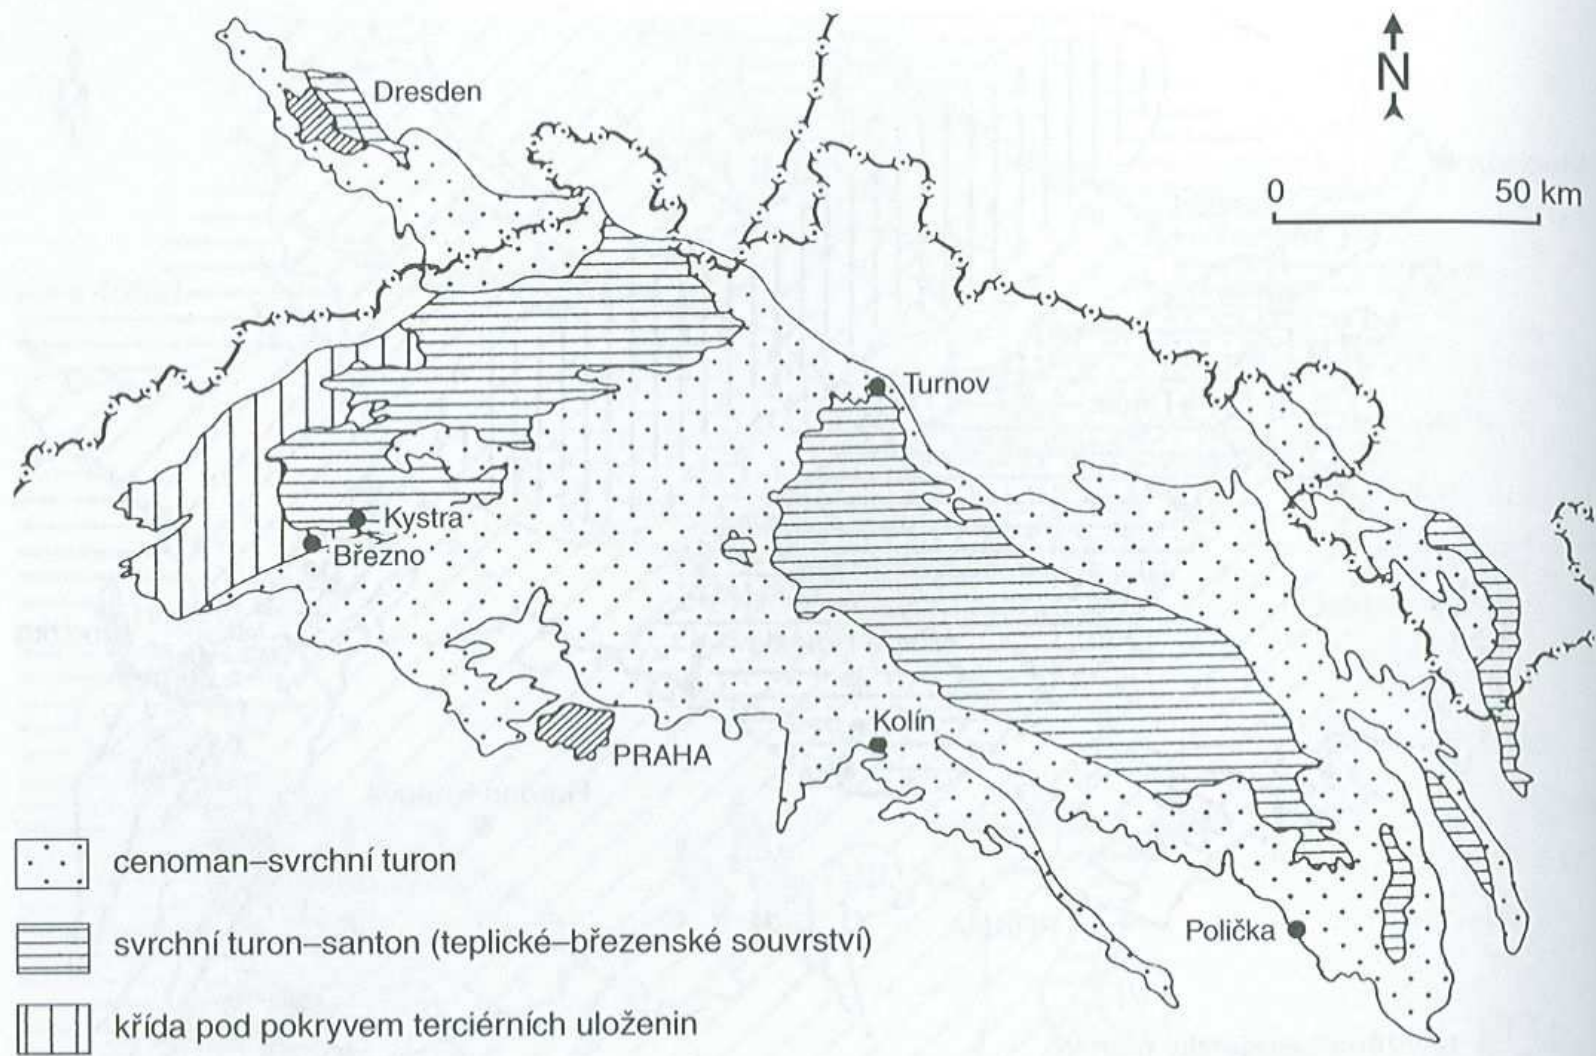 N
Dresden
0 50 km
Turnov
Kystra
Březno
Kolín
PRAHA
cenoman–svrchní turon
Polička
svrchní turon–santon (teplické–březenské souvrství)
křída pod pokryvem terciérních uloženin